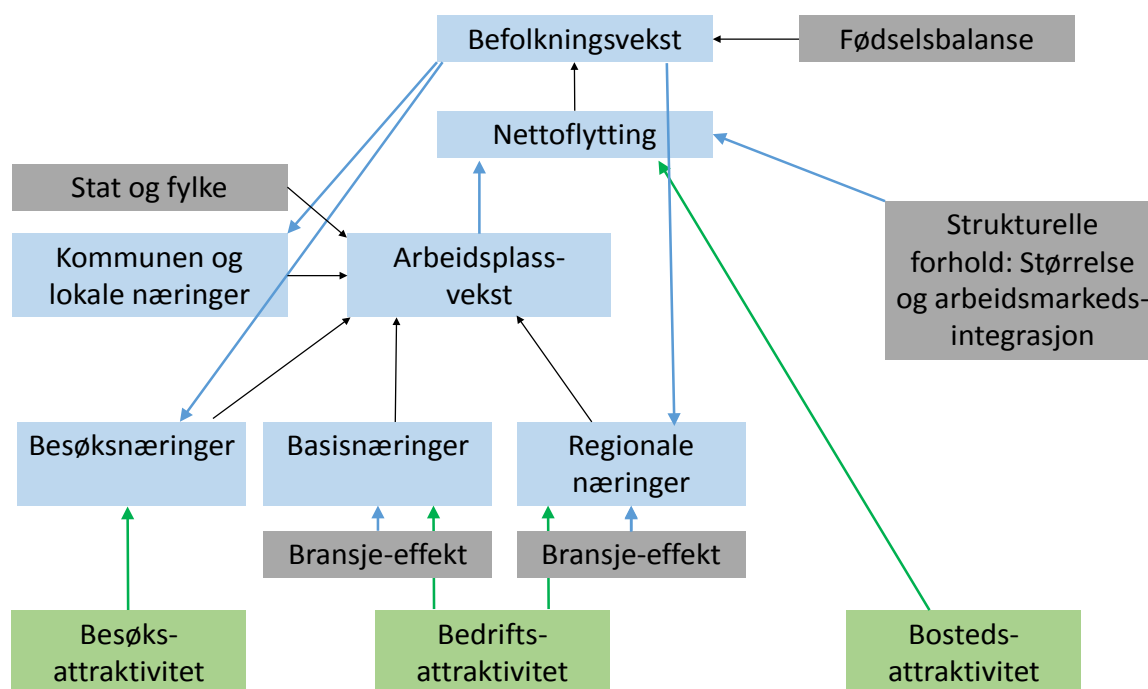 Befolkningsvekst
Fødselsbalanse
Nettoflytting
Stat og fylke
Kommunen og
lokale næringer
Arbeidsplass-
vekst
Strukturelle
forhold: Størrelse
og arbeidsmarkeds-
integrasjon
Besøksnæringer
Basisnæringer
Regionale
næringer
Bransje-effekt
Bransje-effekt
Besøks-
attraktivitet
Bedrifts-
attraktivitet
Bosteds-
attraktivitet